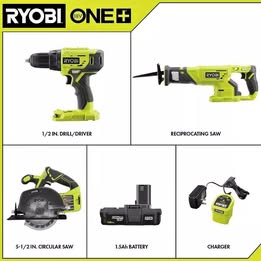 RYOBI 18V ONE+
1/2 IN. DRILL/DRIVER
RECIPROCATING SAW
5-1/2 IN. CIRCULAR SAW
1.5Ah BATTERY
CHARGER